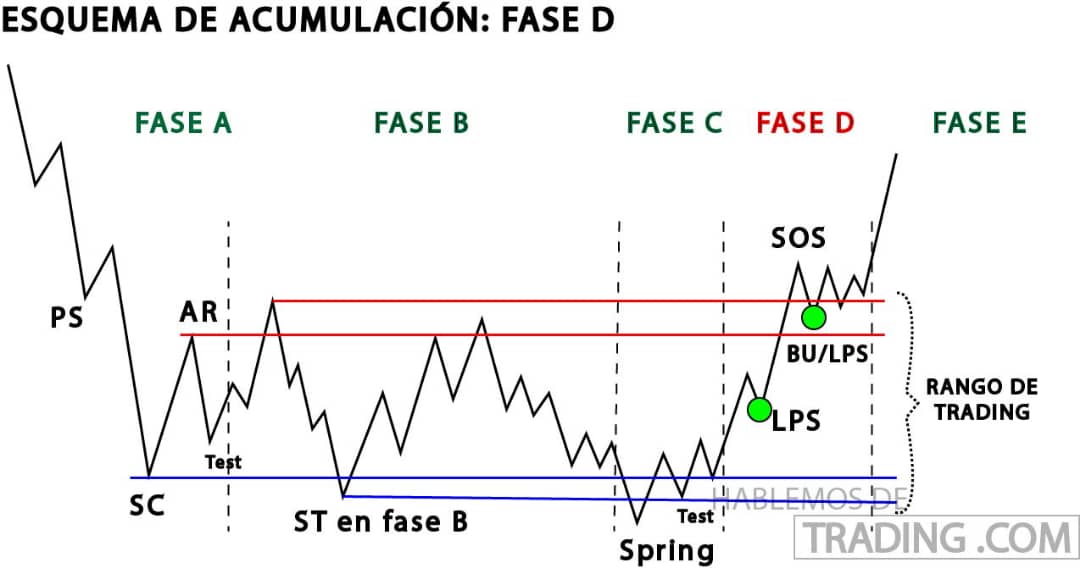 ESQUEMA DE ACUMULACIÓN: FASE D
FASE A
FASE B
FASE C
FASE D
FASE E
SOS
PS
AR
BU/LPS
RANGO DE
TRADING
LPS
Test
SC
ST en fase B
Test
Spring
HABLEMOS DE
TRADING .COM